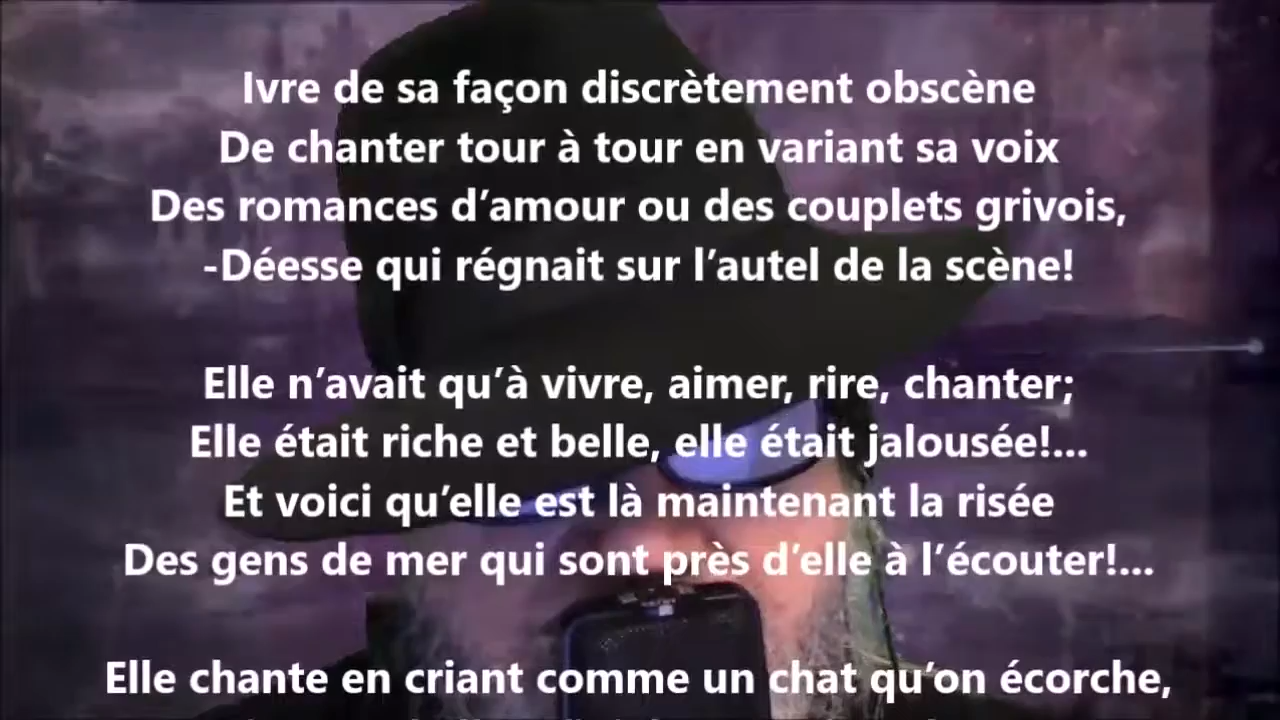 Ivre de sa façon discrètement obscène
De chanter tour à tour en variant sa voix
Des romances d’amour ou des couplets grivois,
-Déesse qui régnait sur l’autel de la scène!
Elle n’avait qu’à vivre, aimer, rire, chanter;
Elle était riche et belle, elle était jalousée!...
Et voici qu’elle est là maintenant la risée
Des gens de mer qui sont près d’elle à l’écouter!...
Elle chante en criant comme un chat qu’on écorche,